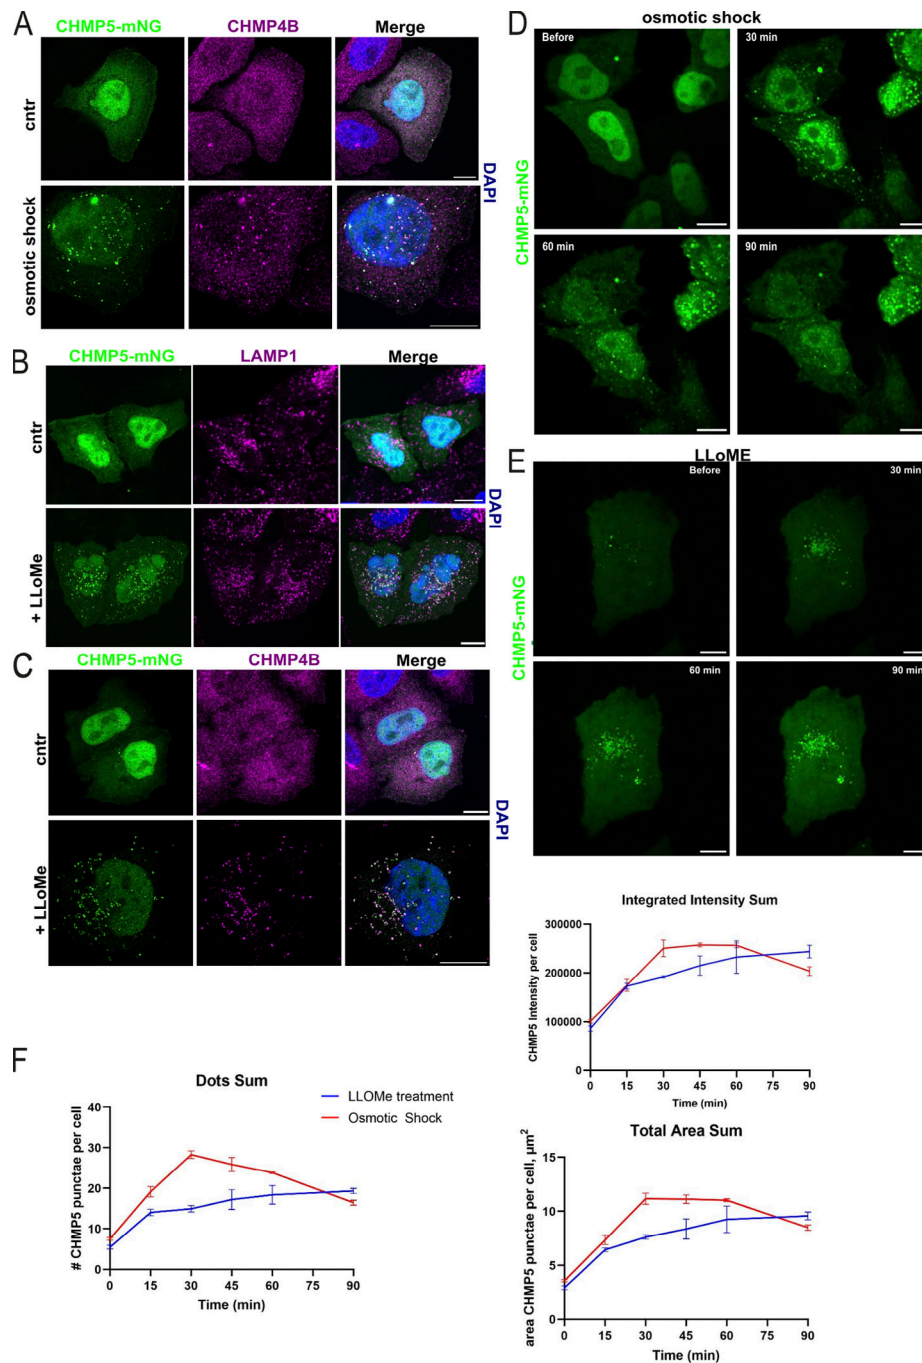 A
CHMP5-mNG CHMP4B Merge
cntr
osmotic shock
DAPI
B
CHMP5-mNG LAMP1 Merge
cntr
+ LLoMe
DAPI
C
CHMP5-mNG CHMP4B Merge
cntr
+ LLoMe
DAPI
D
osmotic shock
Before 30 min
60 min 90 min
CHMP5-mNG
E
LLoME
Before 30 min
60 min 90 min
CHMP5-mNG
Integrated Intensity Sum
CHMP5 Intensity per cell
300000
200000
100000
0
0 15 30 45 60 75 90
Time (min)
F
Dots Sum
LLOMe treatment
Osmotic Shock
# CHMP5 punctae per cell
40
30
20
10
0
0 15 30 45 60 75 90
Time (min)
Total Area Sum
area CHMP5 punctae per cell, µm²
15
10
5
0
0 15 30 45 60 75 90
Time (min)